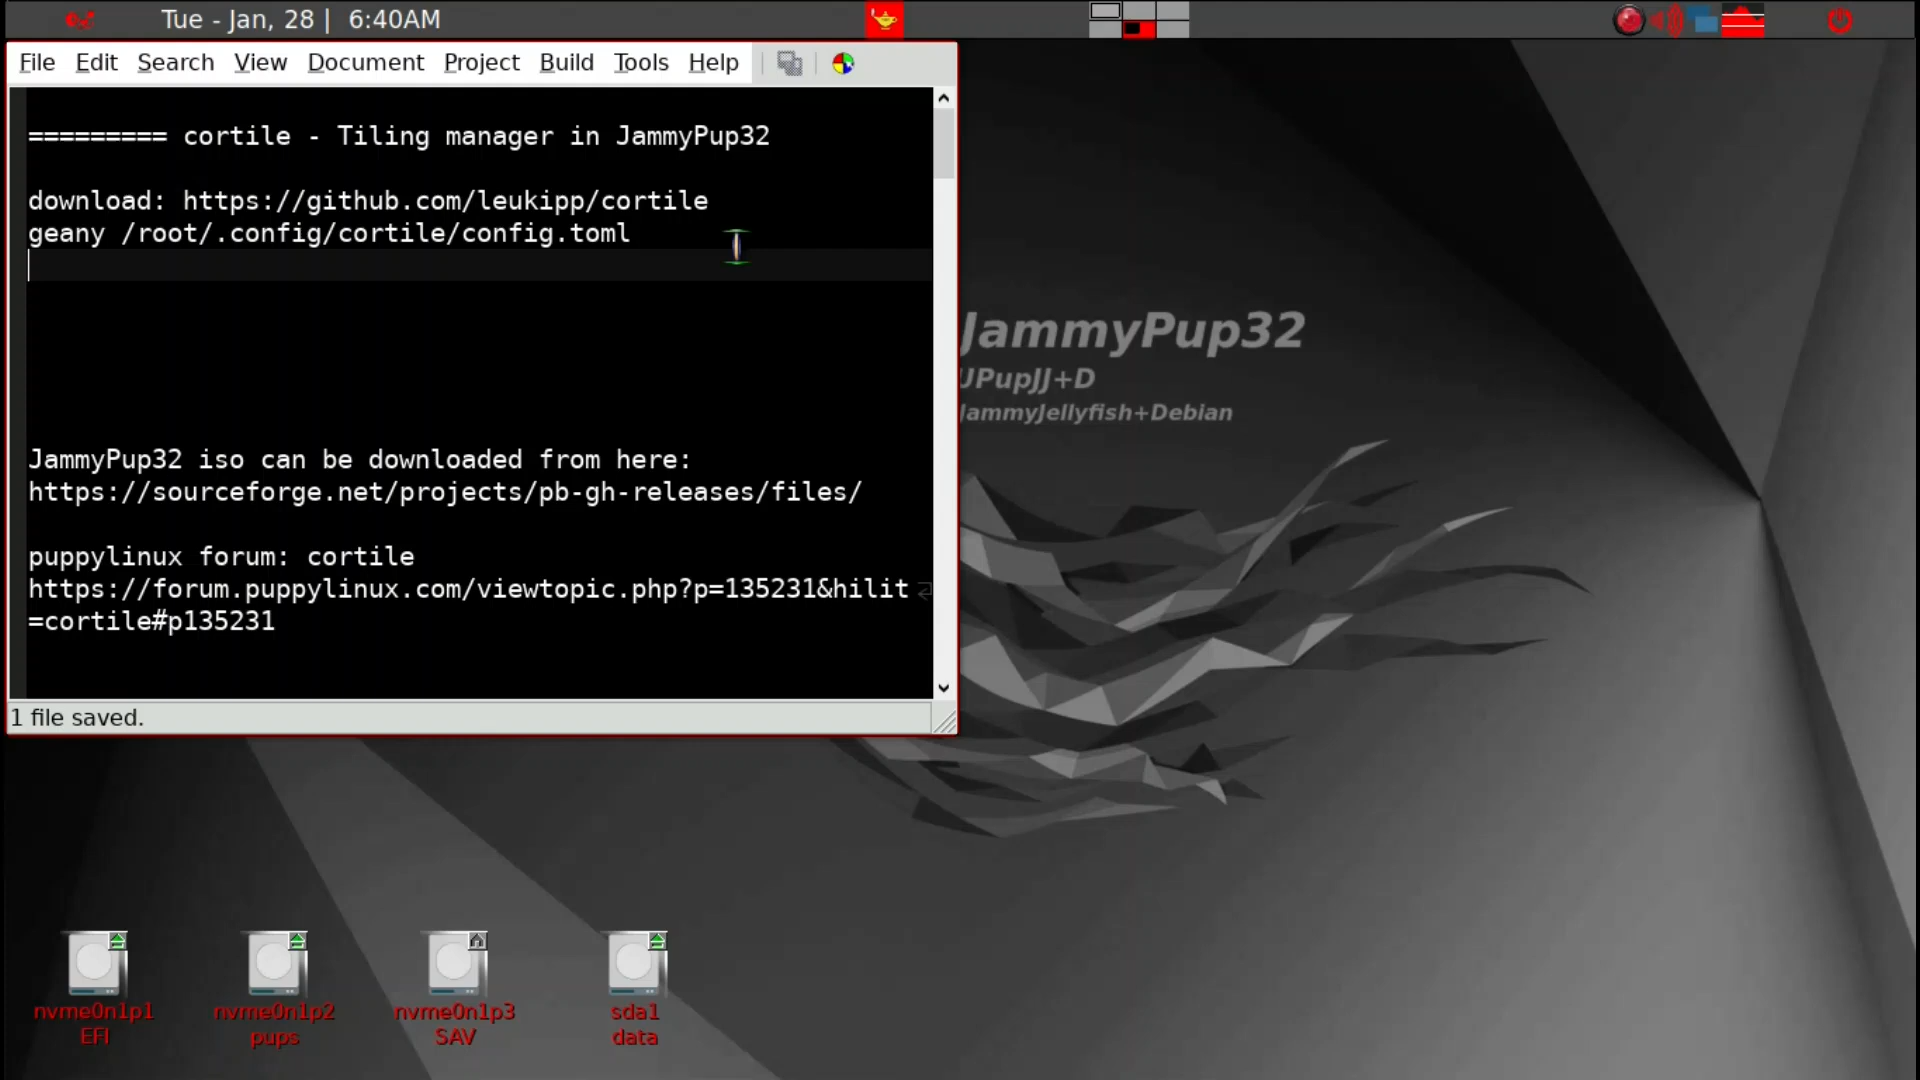 Tue - Jan, 28 | 6:40AM
File Edit Search View Document Project Build Tools Help
========= cortile - Tiling manager in JammyPup32
download: https://github.com/leukipp/cortile
geany /root/.config/cortile/config.toml
JammyPup32 iso can be downloaded from here:
https://sourceforge.net/projects/pb-gh-releases/files/
puppylinux forum: cortile
https://forum.puppylinux.com/viewtopic.php?p=135231&hilit
=cortile#p135231
1 file saved.
JammyPup32
UPupJJ+D
JammyJellyfish+Debian
nvme0n1p1
EFI
nvme0n1p2
pups
nvme0n1p3
SAV
sda1
data